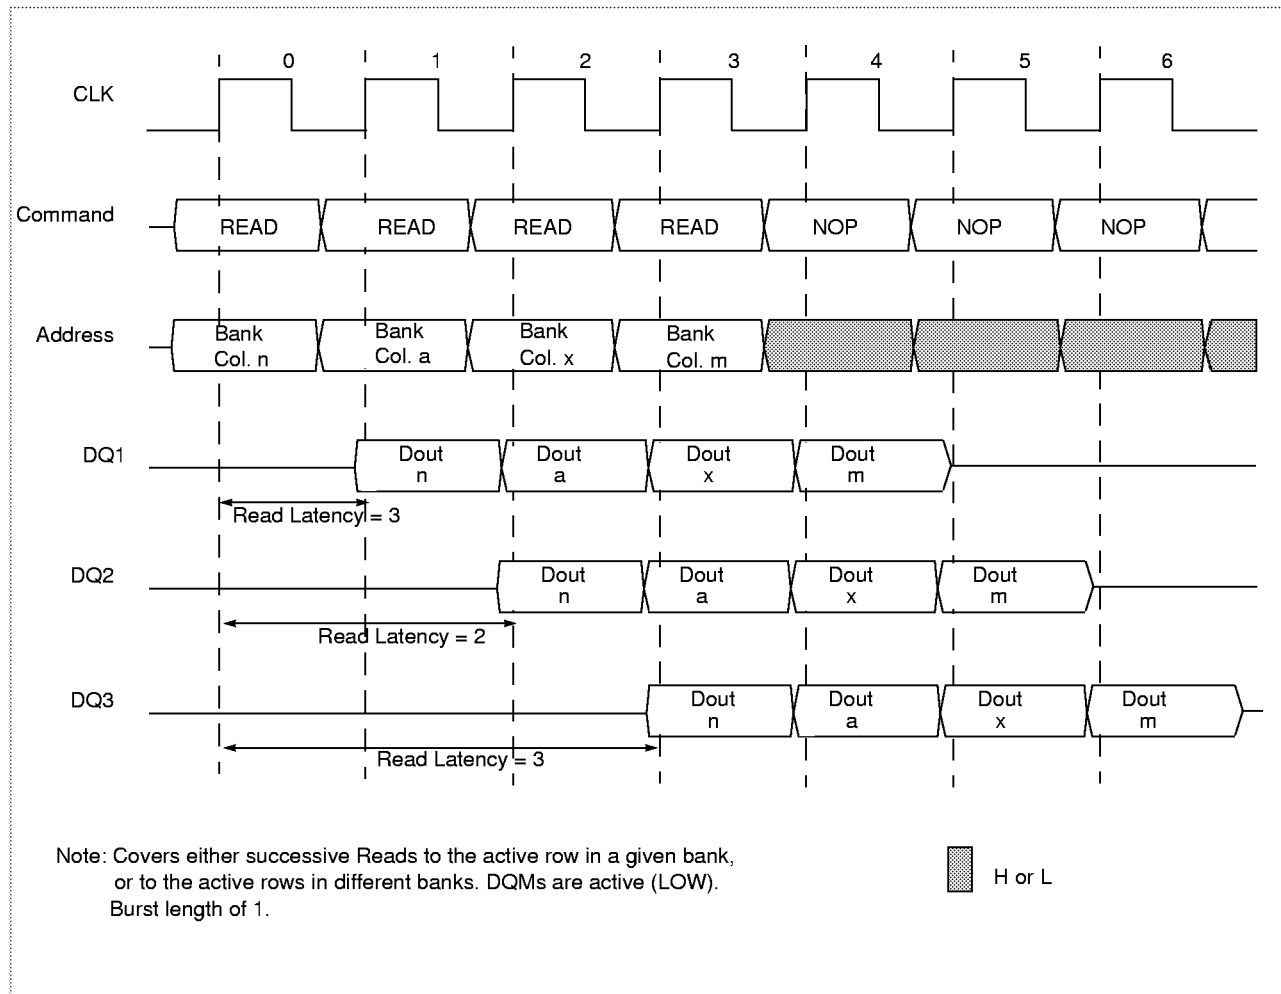 0 1 2 3 4 5 6
CLK
Command READ READ READ READ NOP NOP NOP
Address Bank Bank Bank Bank
Col. n Col. a Col. x Col. m
DQ1 Dout Dout Dout Dout
n a x m
Read Latency = 3
DQ2 Dout Dout Dout Dout
n a x m
Read Latency = 2
DQ3 Dout Dout Dout Dout
n a x m
Read Latency = 3
Note: Covers either successive Reads to the active row in a given bank,
or to the active rows in different banks. DQMs are active (LOW).
Burst length of 1.
H or L